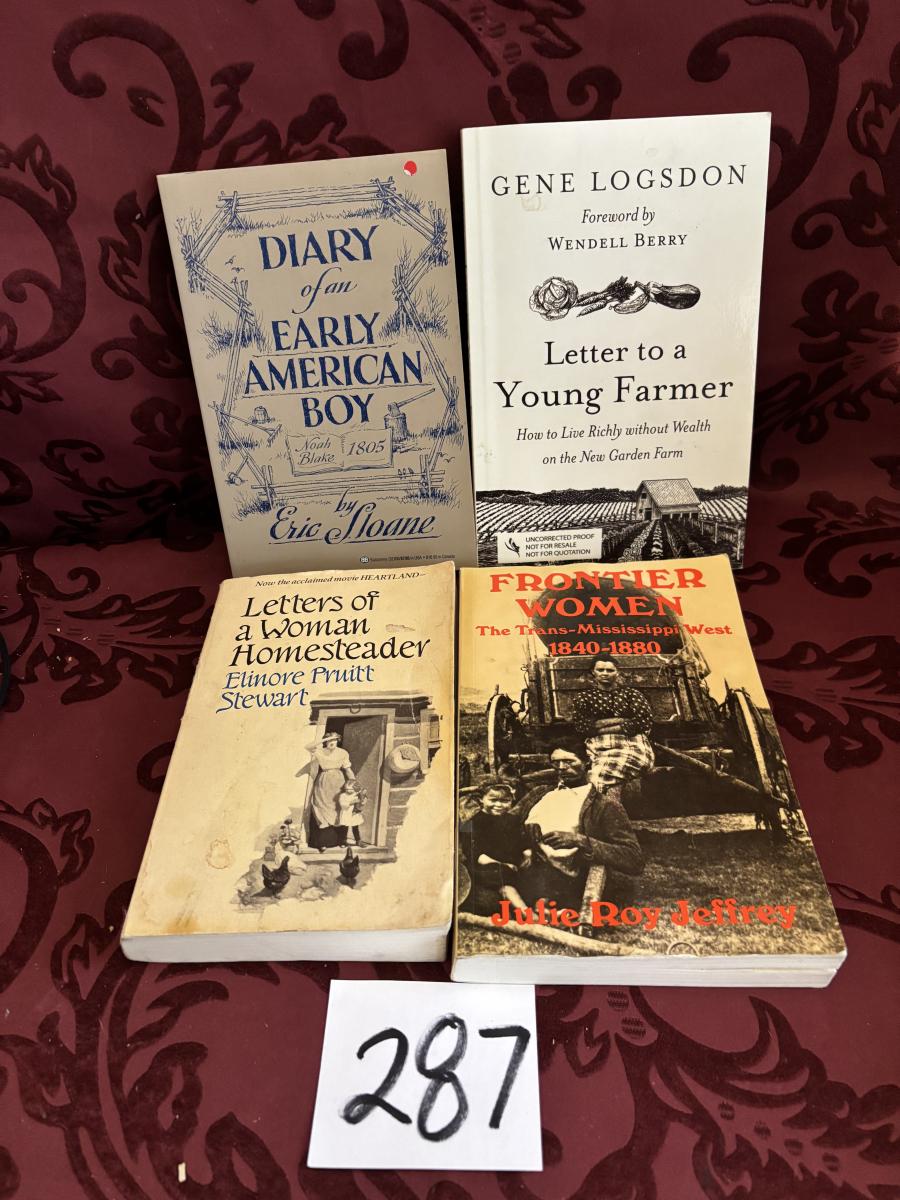 DIARY
of an
EARLY
AMERICAN
BOY
Noah
Blake
1805
by
Eric Sloane
GENE LOGSDON
Foreword by
WENDELL BERRY
Letter to a
Young Farmer
How to Live Richly without Wealth
on the New Garden Farm
UNCORRECTED PROOF
NOT FOR RESALE
NOT FOR QUOTATION
Now the acclaimed movie HEARTLAND—
Letters of
a Woman
Homesteader
Elinore Pruitt
Stewart
FRONTIER
WOMEN
The Trans-Mississippi West
1840-1880
Julie Roy Jeffrey
287